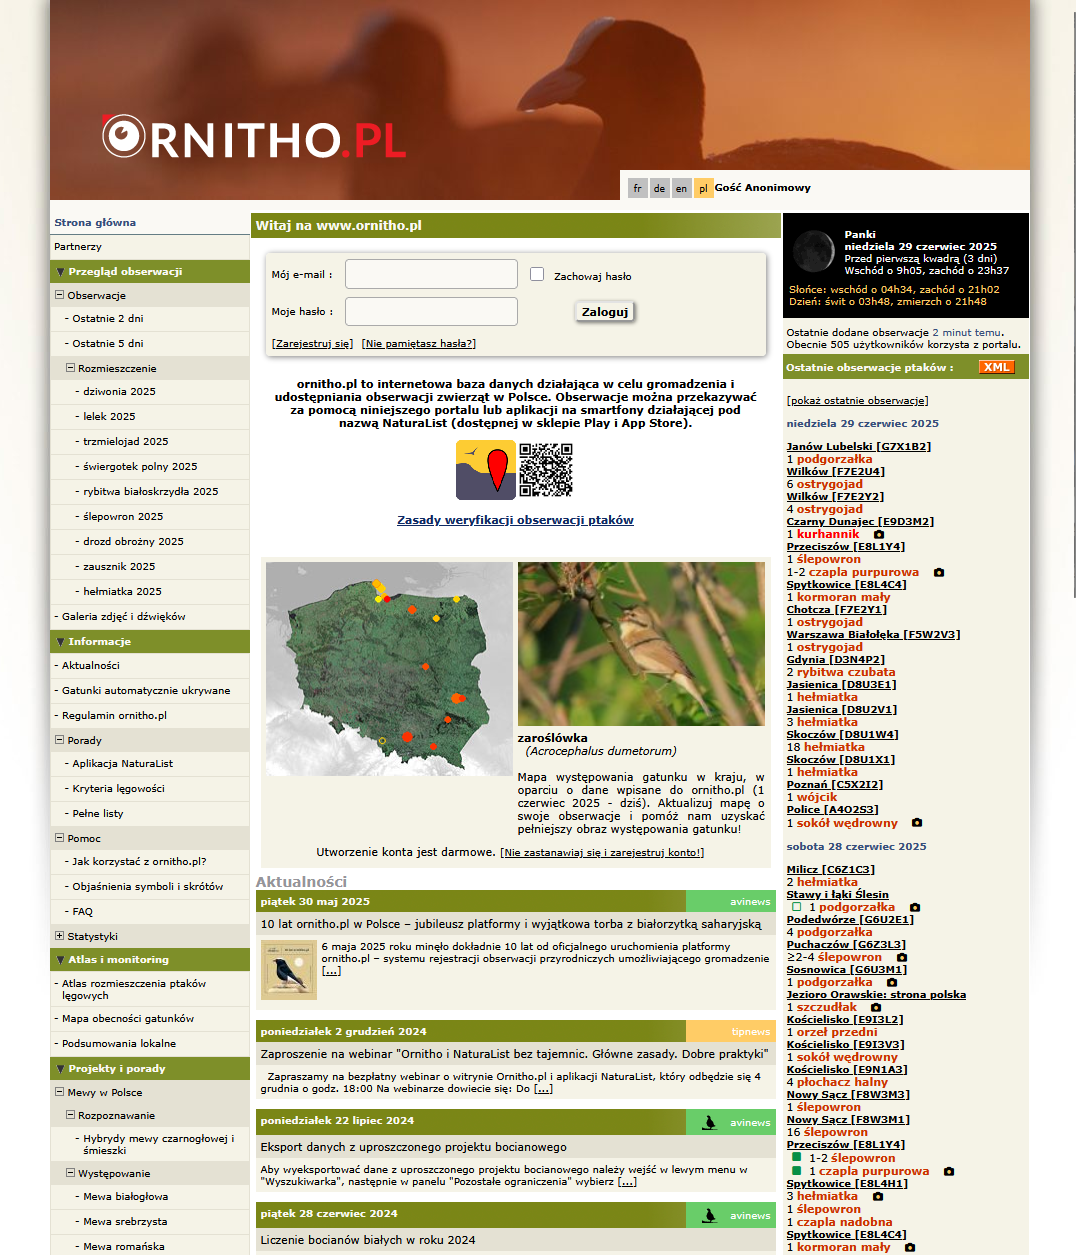 ORNITHO.PL
fr de en pl Gość Anonimowy
Strona główna
Partnerzy
Przegląd obserwacji
Obserwacje
- Ostatnie 2 dni
- Ostatnie 5 dni
Rozmieszczenie
- dziwonia 2025
- lelek 2025
- trzmielojad 2025
- świergotek polny 2025
- rybitwa białoskrzydła 2025
- ślepowron 2025
- drozd obrożny 2025
- zausznik 2025
- hełmiatka 2025
- Galeria zdjęć i dźwięków
Informacje
- Aktualności
- Gatunki automatycznie ukrywane
- Regulamin ornitho.pl
Porady
- Aplikacja NaturaList
- Kryteria lęgowości
- Pełne listy
Pomoc
- Jak korzystać z ornitho.pl?
- Objaśnienia symboli i skrótów
- FAQ
Statystyki
Atlas i monitoring
- Atlas rozmieszczenia ptaków
lęgowych
- Mapa obecności gatunków
- Podsumowania lokalne
Projekty i porady
Mewy w Polsce
Rozpoznawanie
- Hybrydy mewy czarnogłowej i
śmieszki
Występowanie
- Mewa białogłowa
- Mewa srebrzysta
- Mewa romańska
Witaj na www.ornitho.pl
Mój e-mail :
Zachowaj hasło
Moje hasło :
Zaloguj
[Zarejestruj się] [Nie pamiętasz hasła?]
ornitho.pl to internetowa baza danych działająca w celu gromadzenia i
udostępniania obserwacji zwierząt w Polsce. Obserwacje można przekazywać
za pomocą niniejszego portalu lub aplikacji na smartfony działającej pod
nazwą NaturaList (dostępnej w sklepie Play i App Store).
Zasady weryfikacji obserwacji ptaków
zaroślówka
(Acrocephalus dumetorum)
Mapa występowania gatunku w kraju, w
oparciu o dane wpisane do ornitho.pl (1
czerwiec 2025 - dziś). Aktualizuj mapę o
swoje obserwacje i pomóż nam uzyskać
pełniejszy obraz występowania gatunku!
Utworzenie konta jest darmowe. [Nie zastanawiaj się i zarejestruj konto!]
Aktualności
piątek 30 maj 2025 avinews
10 lat ornitho.pl w Polsce – jubileusz platformy i wyjątkowa torba z białorzytką saharyjską
6 maja 2025 roku minęło dokładnie 10 lat od oficjalnego uruchomienia platformy
ornitho.pl – systemu rejestracji obserwacji przyrodniczych umożliwiającego gromadzenie
[...]
poniedziałek 2 grudzień 2024 tipnews
Zaproszenie na webinar "Ornitho i NaturaList bez tajemnic. Główne zasady. Dobre praktyki"
Zapraszamy na bezpłatny webinar o witrynie Ornitho.pl i aplikacji NaturaList, który odbędzie się 4
grudnia o godz. 18:00 Na webinarze dowiecie się: Do [...]
poniedziałek 22 lipiec 2024 avinews
Eksport danych z uproszczonego projektu bocianowego
Aby wyeksportować dane z uproszczonego projektu bocianowego należy wejść w lewym menu w
"Wyszukiwarka", następnie w panelu "Pozostałe ograniczenia" wybierz [...]
piątek 28 czerwiec 2024 avinews
Liczenie bocianów białych w roku 2024
Panki
niedziela 29 czerwiec 2025
Przed pierwszą kwadrą (3 dni)
Wschód o 9h05, zachód o 23h37
Słońce: wschód o 04h34, zachód o 21h02
Dzień: świt o 03h48, zmierzch o 21h48
Ostatnie dodane obserwacje 2 minut temu.
Obecnie 505 użytkowników korzysta z portalu.
Ostatnie obserwacje ptaków : XML
[pokaż ostatnie obserwacje]
niedziela 29 czerwiec 2025
Janów Lubelski [G7X1B2]
1 podgorzałka
Wilków [F7E2U4]
6 ostrygojad
Wilków [F7E2Y2]
4 ostrygojad
Czarny Dunajec [E9D3M2]
1 kurhannik
Przeciszów [E8L1Y4]
1 ślepowron
1-2 czapla purpurowa
Spytkowice [E8L4C4]
1 kormoran mały
Chotcza [F7E2Y1]
1 ostrygojad
Warszawa Białołęka [F5W2V3]
1 ostrygojad
Gdynia [D3N4P2]
2 rybitwa czubata
Jasienica [D8U3E1]
1 hełmiatka
Jasienica [D8U2V1]
3 hełmiatka
Skoczów [D8U1W4]
18 hełmiatka
Skoczów [D8U1X1]
1 hełmiatka
Poznań [C5X2I2]
1 wójcik
Police [A4O2S3]
1 sokół wędrowny
sobota 28 czerwiec 2025
Milicz [C6Z1C3]
2 hełmiatka
Stawy i łąki Ślesin
1 podgorzałka
Podedwórze [G6U2E1]
4 podgorzałka
Puchaczów [G6Z3L3]
≥2-4 ślepowron
Sosnowica [G6U3M1]
1 podgorzałka
Jezioro Orawskie: strona polska
1 szczudłak
Kościelisko [E9I3L2]
1 orzeł przedni
Kościelisko [E9I3V3]
1 sokół wędrowny
Kościelisko [E9N1A3]
4 płochacz halny
Nowy Sącz [F8W3M3]
1 ślepowron
Nowy Sącz [F8W3M1]
16 ślepowron
Przeciszów [E8L1Y4]
1-2 ślepowron
1 czapla purpurowa
Spytkowice [E8L4H1]
3 hełmiatka
1 ślepowron
1 czapla nadobna
Spytkowice [E8L4C4]
1 kormoran mały